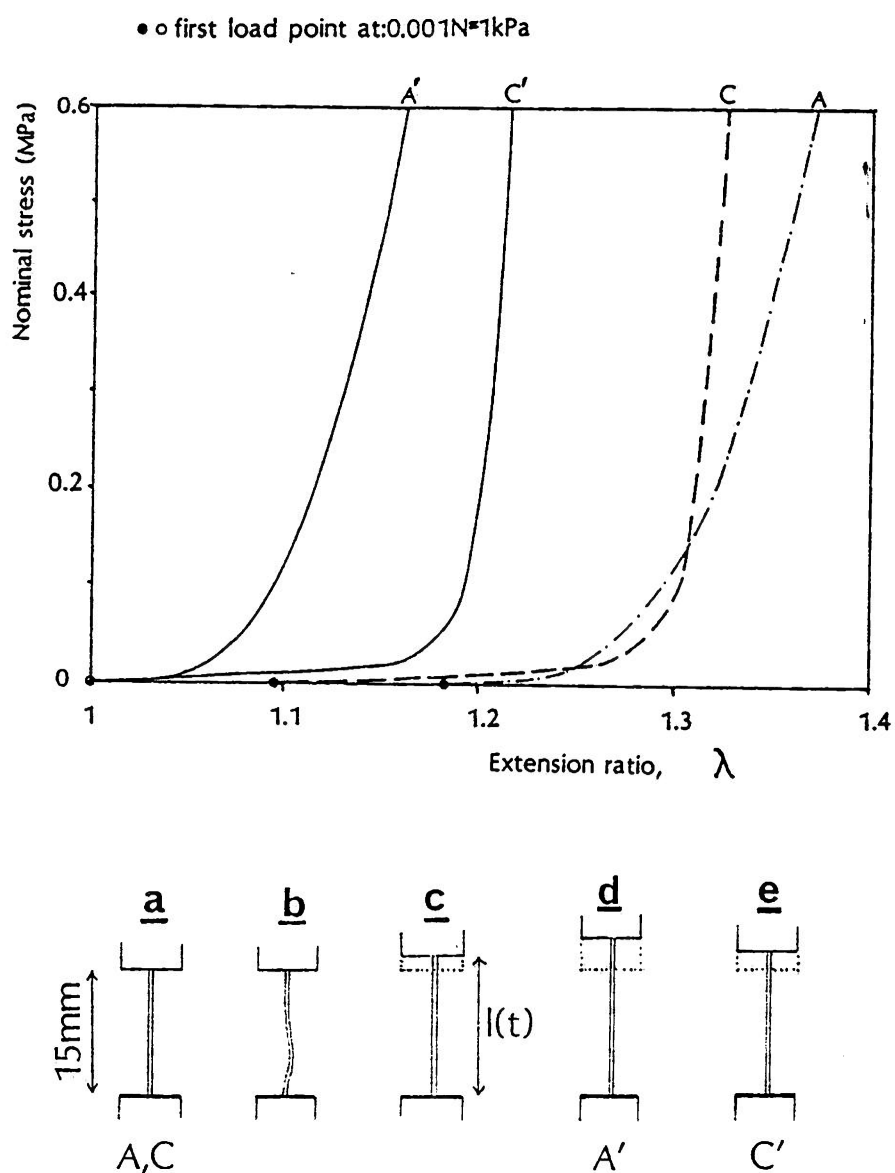 • o first load point at:0.001N=1kPa
A' C' C A
Nominal stress (MPa)
0.6
0.4
0.2
0
1 1.1 1.2 1.3 1.4
Extension ratio, λ
a b c d e
15mm
l(t)
A,C A' C'